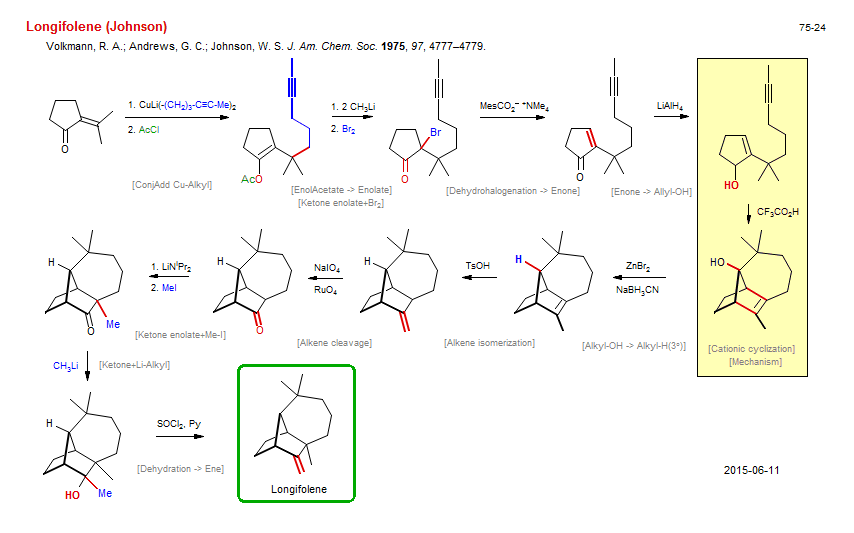 Longifolene (Johnson)
75-24
Volkmann, R. A.; Andrews, G. C.; Johnson, W. S. J. Am. Chem. Soc. 1975, 97, 4777–4779.
1. CuLi(-(CH₂)₃-C≡C-Me)₂
2. AcCl
[ConjAdd Cu-Alkyl]
O
AcO
1. 2 CH₃Li
2. Br₂
[EnolAcetate -> Enolate]
[Ketone enolate+Br₂]
Br
O
MesCO₂⁻ ⁺NMe₄
[Dehydrohalogenation -> Enone]
O
LiAlH₄
[Enone -> Allyl-OH]
HO
CF₃CO₂H
HO
[Cationic cyclization]
[Mechanism]
ZnBr₂
NaBH₃CN
[Alkyl-OH -> Alkyl-H(3°)]
H
TsOH
[Alkene isomerization]
H
NaIO₄
RuO₄
[Alkene cleavage]
H
O
1. LiNⁱPr₂
2. MeI
[Ketone enolate+Me-I]
H
O
Me
CH₃Li
[Ketone+Li-Alkyl]
H
HO
Me
SOCl₂, Py
[Dehydration -> Ene]
Longifolene
2015-06-11